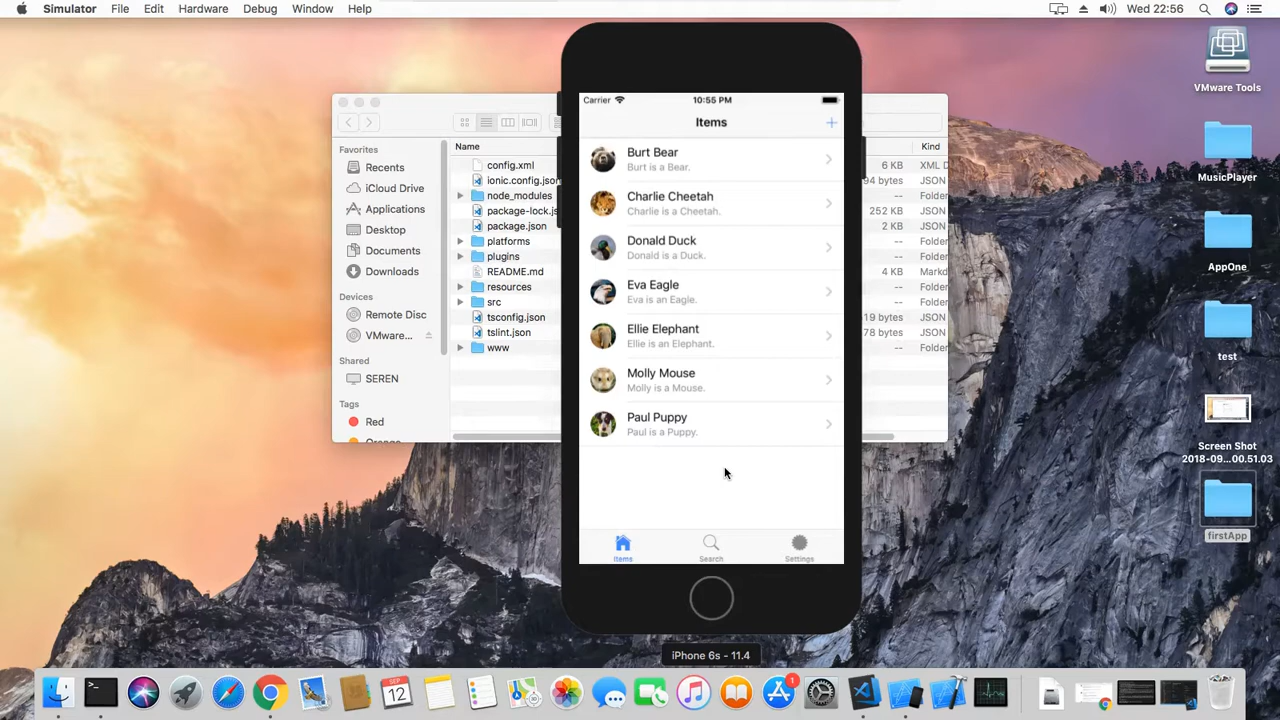 Simulator File Edit Hardware Debug Window Help
Wed 22:56
VMware Tools
MusicPlayer
AppOne
test
Screen Shot
2018-09...00.51.03
firstApp
Favorites
Recents
iCloud Drive
Applications
Desktop
Documents
Downloads
Devices
Remote Disc
VMware...
Shared
SEREN
Tags
Red
Name
Kind
config.xml
ionic.config.json
node_modules
package-lock.js
package.json
platforms
plugins
README.md
resources
src
tsconfig.json
tslint.json
www
6 KB XML D
94 bytes JSON
-- Folder
252 KB JSON
2 KB JSON
-- Folder
-- Folder
4 KB Markd
-- Folder
-- Folder
19 bytes JSON
78 bytes JSON
-- Folder
Carrier 10:55 PM
Items
Burt Bear
Burt is a Bear.
Charlie Cheetah
Charlie is a Cheetah.
Donald Duck
Donald is a Duck.
Eva Eagle
Eva is an Eagle.
Ellie Elephant
Ellie is an Elephant.
Molly Mouse
Molly is a Mouse.
Paul Puppy
Paul is a Puppy.
Items Search Settings
iPhone 6s - 11.4
SEP
12
1